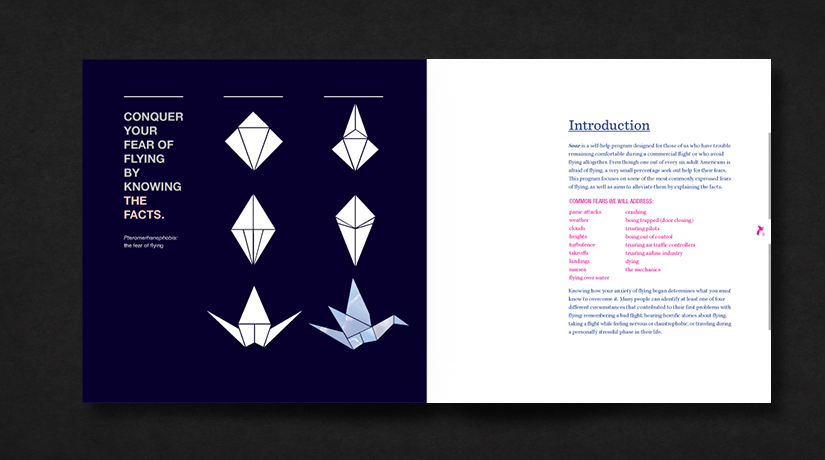 CONQUER
YOUR
FEAR OF
FLYING
BY
KNOWING
THE
FACTS.
Pteromerhanophobia:
the fear of flying
Introduction
Soar is a self-help program designed for those of us who have trouble
remaining comfortable during a commercial flight or who avoid
flying altogether. Even though one out of every six adult Americans is
afraid of flying, a very small percentage seek out help for their fears.
This program focuses on some of the most commonly expressed fears
of flying, as well as aims to alleviate them by explaining the facts.
COMMON FEARS WE WILL ADDRESS:
panic attacks
weather
clouds
heights
turbulence
takeoffs
landings
noises
flying over water
crashing
being trapped (door closing)
trusting pilots
being out of control
trusting air traffic controllers
trusting airline industry
dying
the mechanics
Knowing how your anxiety of flying began determines what you must
know to overcome it. Many people can identify at least one of four
different circumstances that contributed to their first problems with
flying: remembering a bad flight, hearing horrific stories about flying,
taking a flight while feeling nervous or claustrophobic, or traveling during
a personally stressful phase in their life.